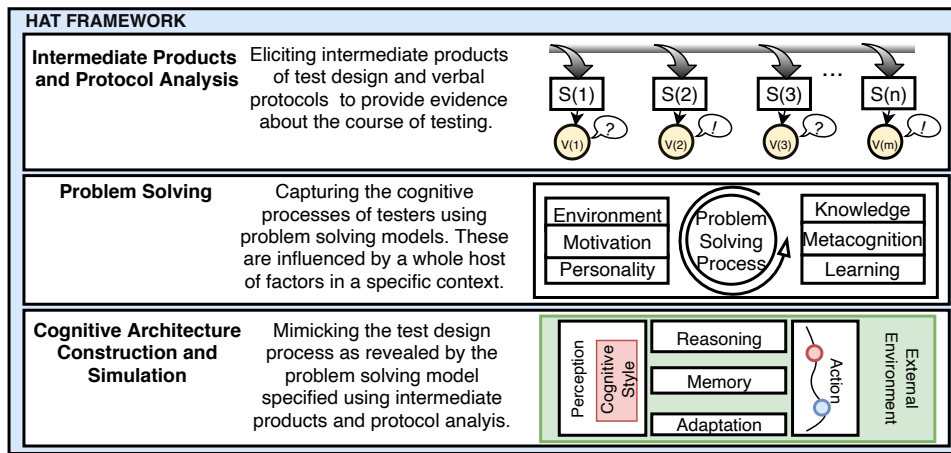 HAT FRAMEWORK
Intermediate Products
and Protocol Analysis
Eliciting intermediate products
of test design and verbal
protocols to provide evidence
about the course of testing.
S(1) S(2) S(3) ... S(n)
V(1) ? V(2) ! V(3) ? V(m) !
Problem Solving
Capturing the cognitive
processes of testers using
problem solving models. These
are influenced by a whole host
of factors in a specific context.
Environment
Motivation
Personality
Problem
Solving
Process
Knowledge
Metacognition
Learning
Cognitive Architecture
Construction and
Simulation
Mimicking the test design
process as revealed by the
problem solving model
specified using intermediate
products and protocol analyis.
Perception
Cognitive
Style
Reasoning
Memory
Adaptation
Action
External
Environment